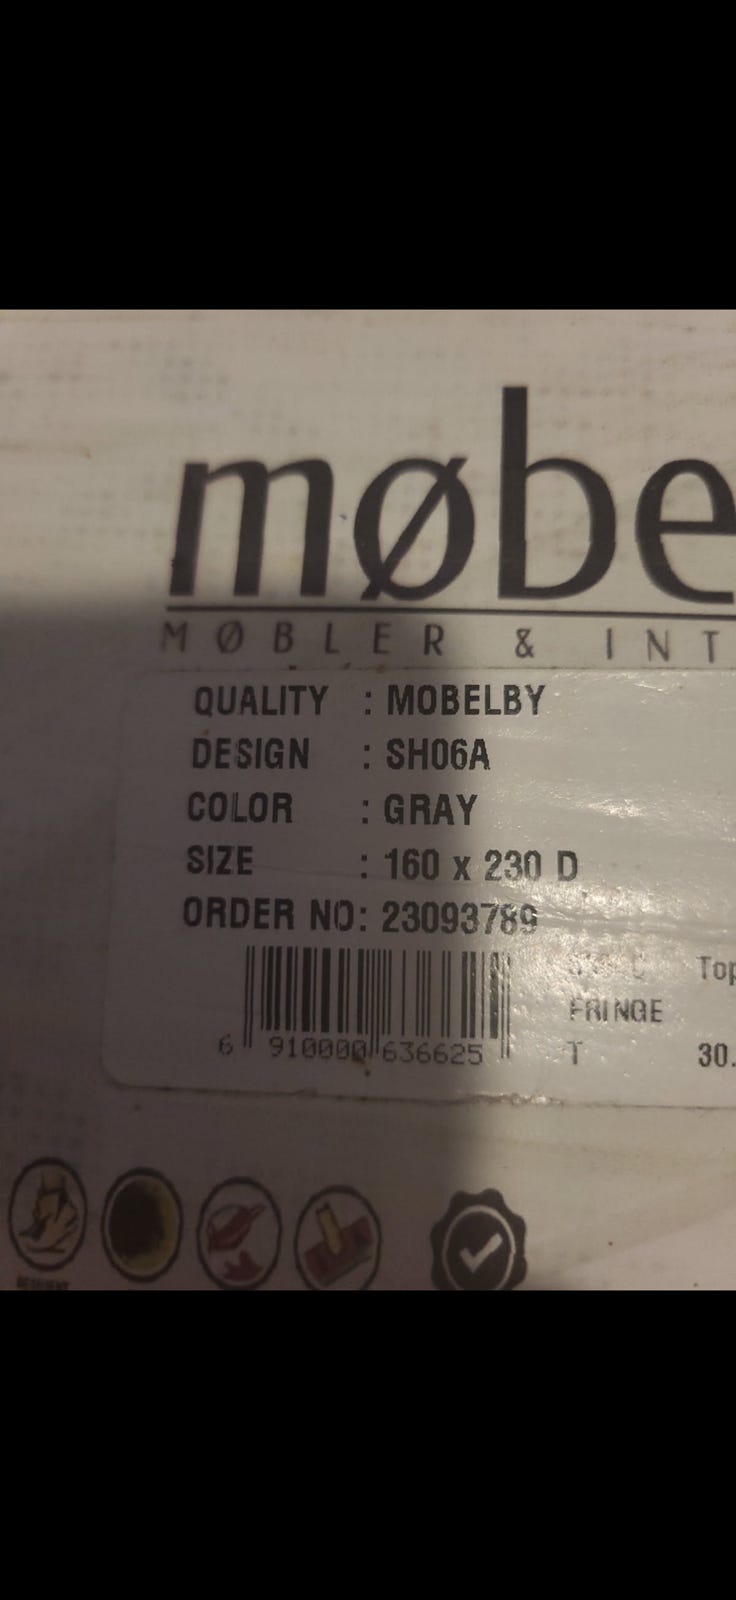 møbe
MØBLER & INT
QUALITY : MOBELBY
DESIGN : SH06A
COLOR : GRAY
SIZE : 160 x 230 D
ORDER NO: 23093789
Top
FRINGE
T 30.
6 910000 636625